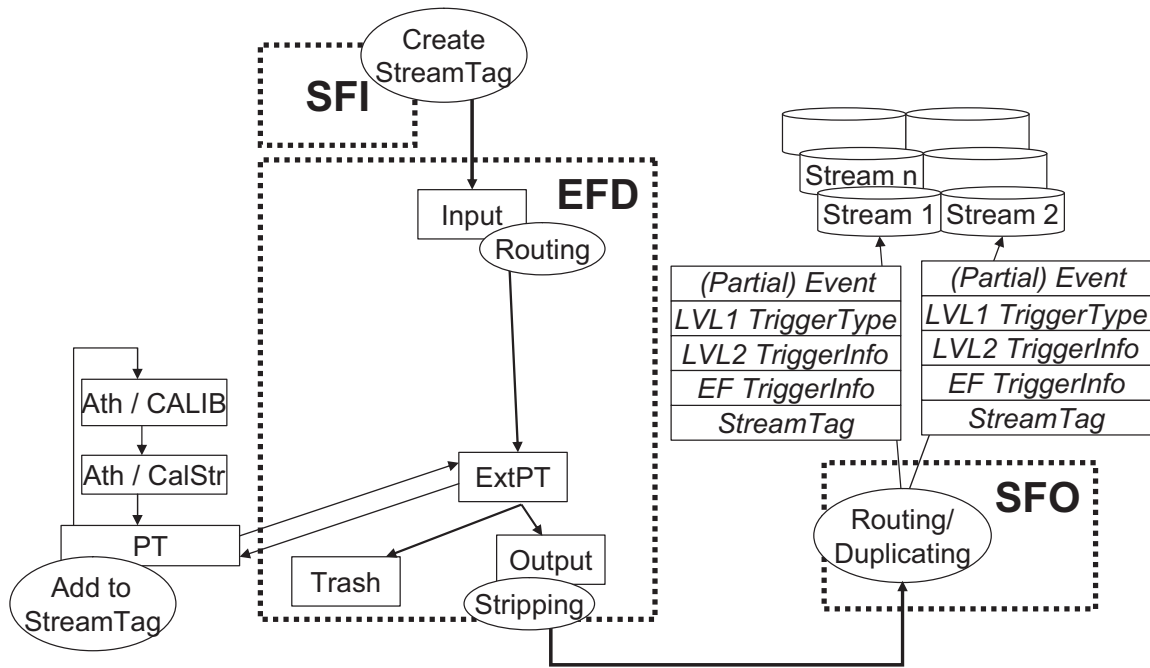 Create
StreamTag
SFI
EFD
Input
Routing
Stream n
Stream 1
Stream 2
(Partial) Event
LVL1 TriggerType
LVL2 TriggerInfo
EF TriggerInfo
StreamTag
(Partial) Event
LVL1 TriggerType
LVL2 TriggerInfo
EF TriggerInfo
StreamTag
Ath / CALIB
Ath / CalStr
PT
Add to
StreamTag
ExtPT
Trash
Output
Stripping
SFO
Routing/
Duplicating